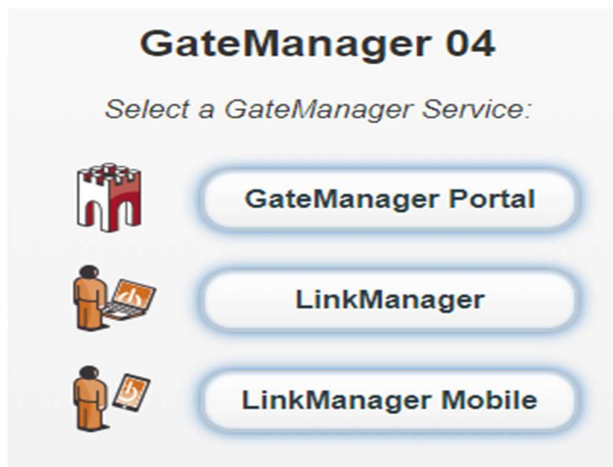 GateManager 04
Select a GateManager Service:
GateManager Portal
LinkManager
LinkManager Mobile